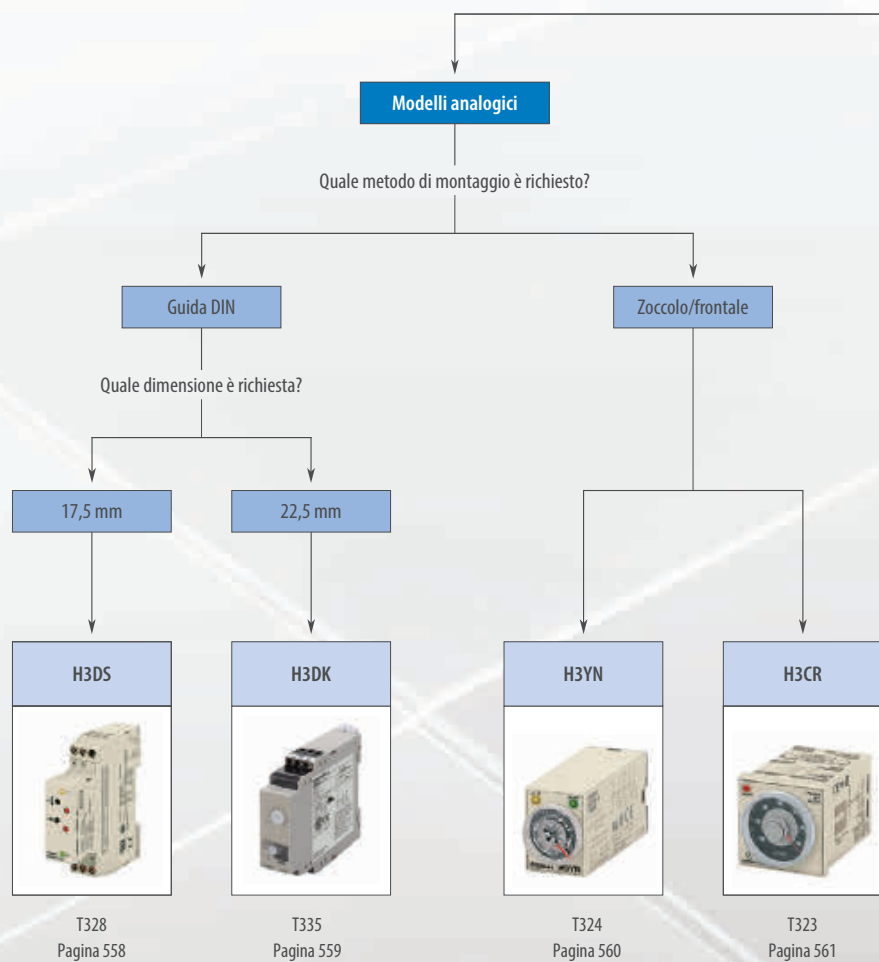 Modelli analogici
Quale metodo di montaggio è richiesto?
Guida DIN
Zoccolo/frontale
Quale dimensione è richiesta?
17,5 mm
22,5 mm
H3DS
H3DK
H3YN
H3CR
T328
Pagina 558
T335
Pagina 559
T324
Pagina 560
T323
Pagina 561